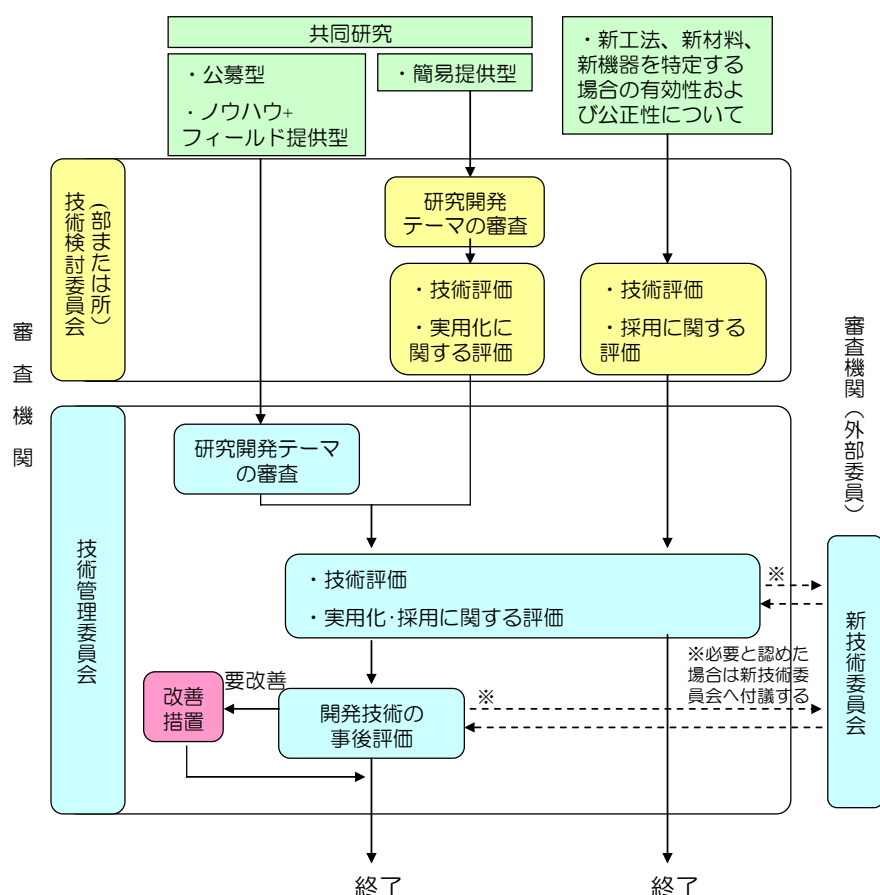 共同研究
・公募型
・ノウハウ+
フィールド提供型
・簡易提供型
・新工法、新材料、
新機器を特定する
場合の有効性およ
び公正性について
審査機関
技術検討委員会
(部または所)
研究開発
テーマの審査
・技術評価
・実用化に
関する評価
・技術評価
・採用に関する
評価
技術管理委員会
研究開発テーマ
の審査
・技術評価
・実用化・採用に関する評価
※
※必要と認めた
場合は新技術委
員会へ付議する
要改善
改善
措置
開発技術の
事後評価
※
審査機関(外部委員)
新技術委員会
終了
終了